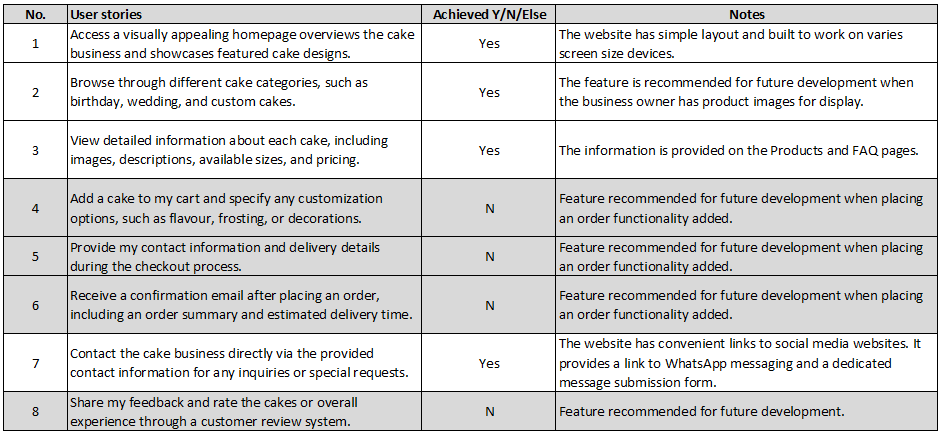 No. User stories Achieved Y/N/Else Notes
1 Access a visually appealing homepage overviews the cake business and showcases featured cake designs. Yes The website has simple layout and built to work on varies screen size devices.
2 Browse through different cake categories, such as birthday, wedding, and custom cakes. Yes The feature is recommended for future development when the business owner has product images for display.
3 View detailed information about each cake, including images, descriptions, available sizes, and pricing. Yes The information is provided on the Products and FAQ pages.
4 Add a cake to my cart and specify any customization options, such as flavour, frosting, or decorations. N Feature recommended for future development when placing an order functionality added.
5 Provide my contact information and delivery details during the checkout process. N Feature recommended for future development when placing an order functionality added.
6 Receive a confirmation email after placing an order, including an order summary and estimated delivery time. N Feature recommended for future development when placing an order functionality added.
7 Contact the cake business directly via the provided contact information for any inquiries or special requests. Yes The website has convenient links to social media websites. It provides a link to WhatsApp messaging and a dedicated message submission form.
8 Share my feedback and rate the cakes or overall experience through a customer review system. N Feature recommended for future development.